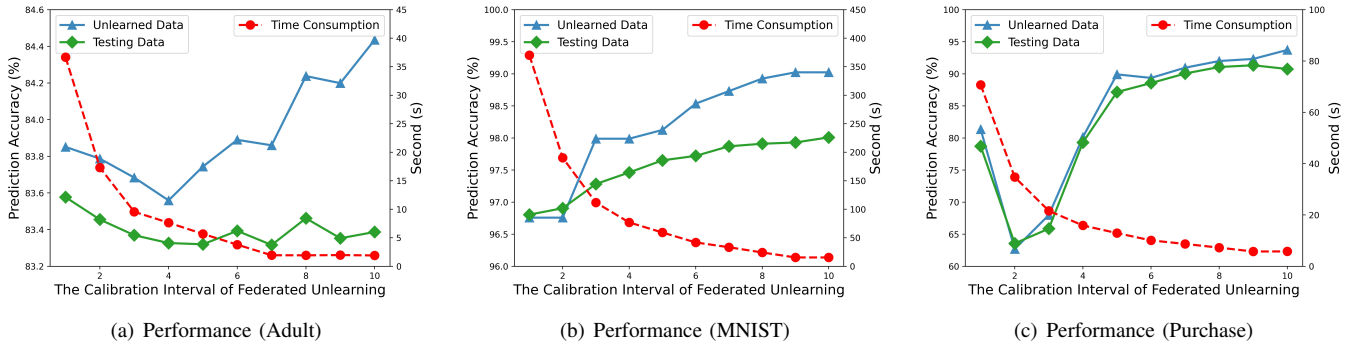 Unlearned Data
Testing Data
Time Consumption
84.6
84.4
84.2
84.0
83.8
83.6
83.4
83.2
Prediction Accuracy (%)
45
40
35
30
25
20
15
10
5
0
Second (s)
2 4 6 8 10
The Calibration Interval of Federated Unlearning
(a) Performance (Adult)
Unlearned Data
Testing Data
Time Consumption
100.0
99.5
99.0
98.5
98.0
97.5
97.0
96.5
96.0
Prediction Accuracy (%)
450
400
350
300
250
200
150
100
50
0
Second (s)
2 4 6 8 10
The Calibration Interval of Federated Unlearning
(b) Performance (MNIST)
Unlearned Data
Testing Data
Time Consumption
100
95
90
85
80
75
70
65
60
Prediction Accuracy (%)
100
80
60
40
20
0
Second (s)
2 4 6 8 10
The Calibration Interval of Federated Unlearning
(c) Performance (Purchase)